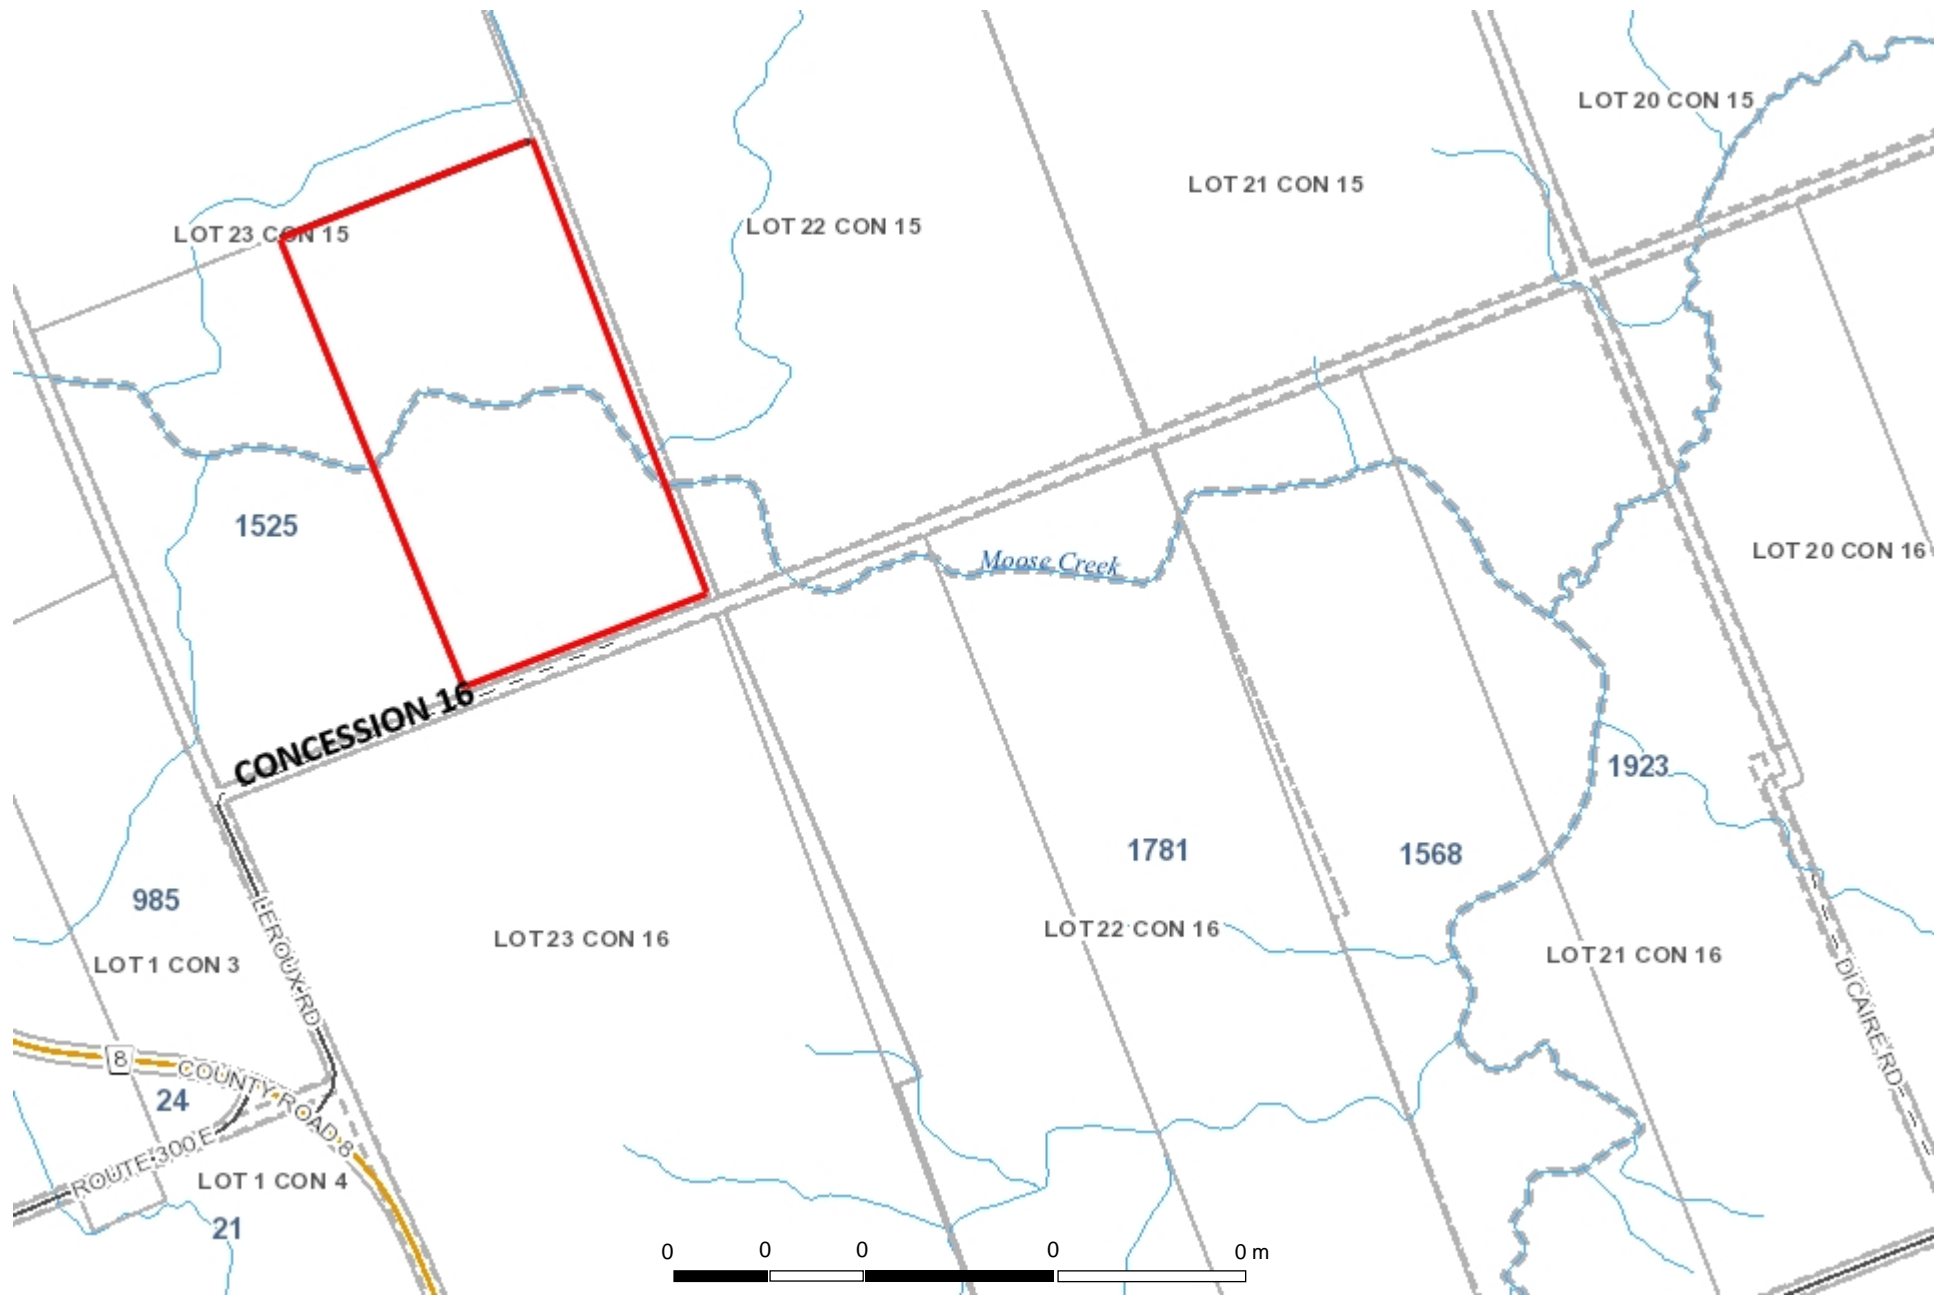 LOT 20 CON 15
LOT 21 CON 15
LOT 22 CON 15
LOT 23 CON 15
1525
LOT 20 CON 16
Moose Creek
CONCESSION 16
1923
1781
1568
985
LEROUX RD
LOT 23 CON 16
LOT 22 CON 16
LOT 21 CON 16
LOT 1 CON 3
DICAIRE RD
8
COUNTY ROAD 8
24
ROUTE 300 E
LOT 1 CON 4
21
0 0 0 0 0 m